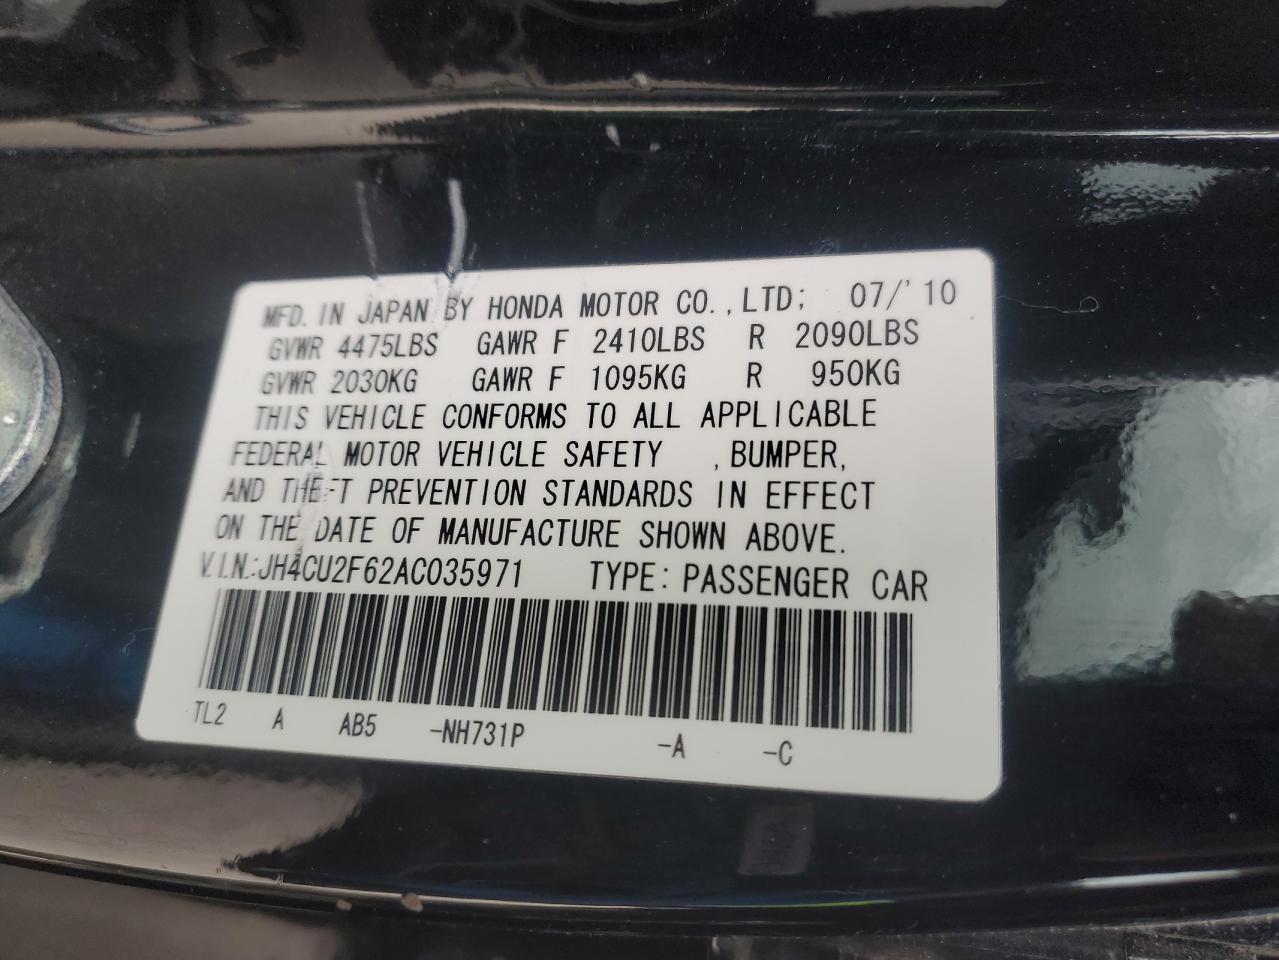 MFD. IN JAPAN BY HONDA MOTOR CO., LTD; 07/'10
GVWR 4475LBS GAWR F 2410LBS R 2090LBS
GVWR 2030KG GAWR F 1095KG R 950KG
THIS VEHICLE CONFORMS TO ALL APPLICABLE
FEDERAL MOTOR VEHICLE SAFETY , BUMPER,
AND THEFT PREVENTION STANDARDS IN EFFECT
ON THE DATE OF MANUFACTURE SHOWN ABOVE.
V.I.N.:JH4CU2F62AC035971 TYPE: PASSENGER CAR
TL2 A AB5 -NH731P -A -C